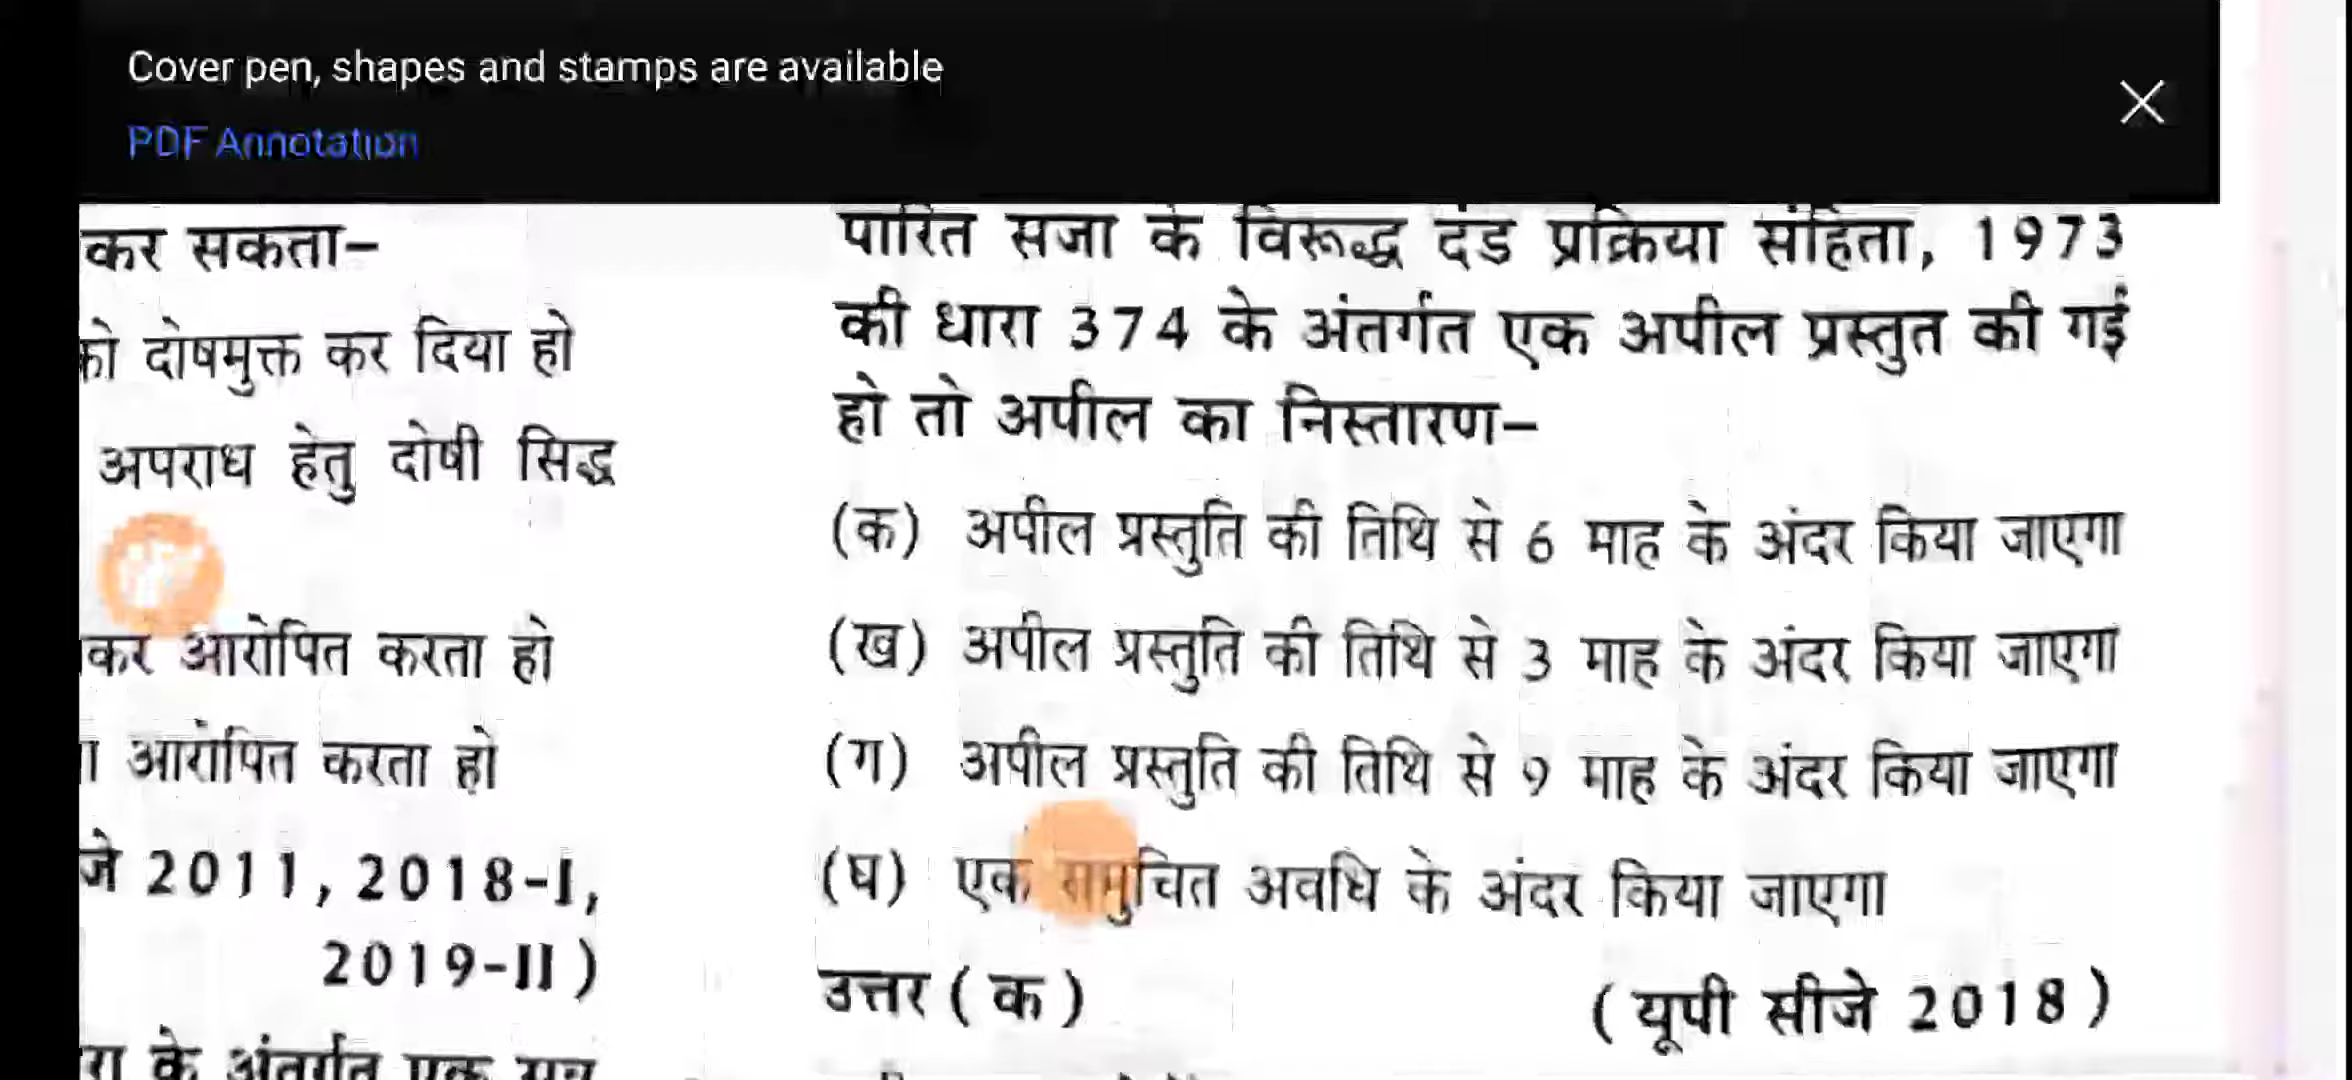 Cover pen, shapes and stamps are available
PDF Annotation
कर सकता-
को दोषमुक्त कर दिया हो
अपराध हेतु दोषी सिद्ध
कर आरोपित करता हो
आरोपित करता हो
जे 2011, 2018-I,
2019-II)
के अंतर्गत एक
पारित सजा के विरूद्ध दंड प्रक्रिया संहिता, 1973
की धारा 374 के अंतर्गत एक अपील प्रस्तुत की गई
हो तो अपील का निस्तारण-
(क) अपील प्रस्तुति की तिथि से 6 माह के अंदर किया जाएगा
(ख) अपील प्रस्तुति की तिथि से 3 माह के अंदर किया जाएगा
(ग) अपील प्रस्तुति की तिथि से 9 माह के अंदर किया जाएगा
(घ) एक समुचित अवधि के अंदर किया जाएगा
उत्तर (क) (यूपी सीजे 2018)